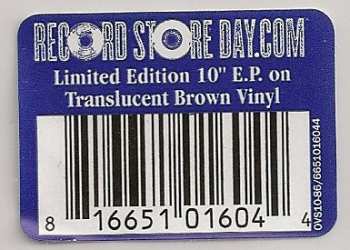 RECORD STORE DAY.COM
Limited Edition 10" E.P. on
Translucent Brown Vinyl
8 16651 01604 4
OVS10-86/6651016044